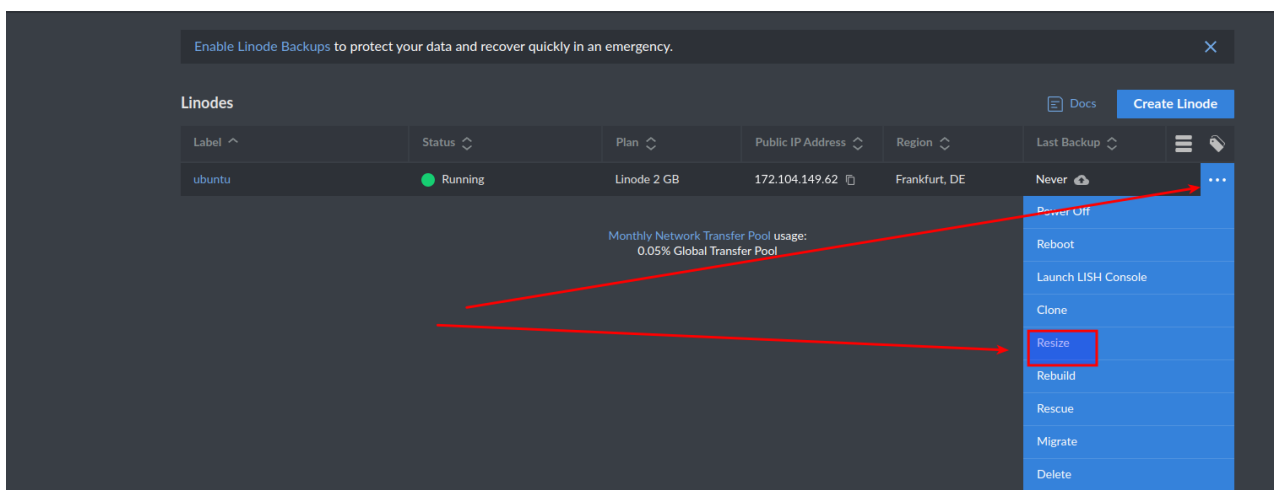 Enable Linode Backups to protect your data and recover quickly in an emergency.
Linodes
Docs
Create Linode
Label Status Plan Public IP Address Region Last Backup
ubuntu Running Linode 2 GB 172.104.149.62 Frankfurt, DE Never
Monthly Network Transfer Pool usage:
0.05% Global Transfer Pool
Power Off
Reboot
Launch LISH Console
Clone
Resize
Rebuild
Rescue
Migrate
Delete